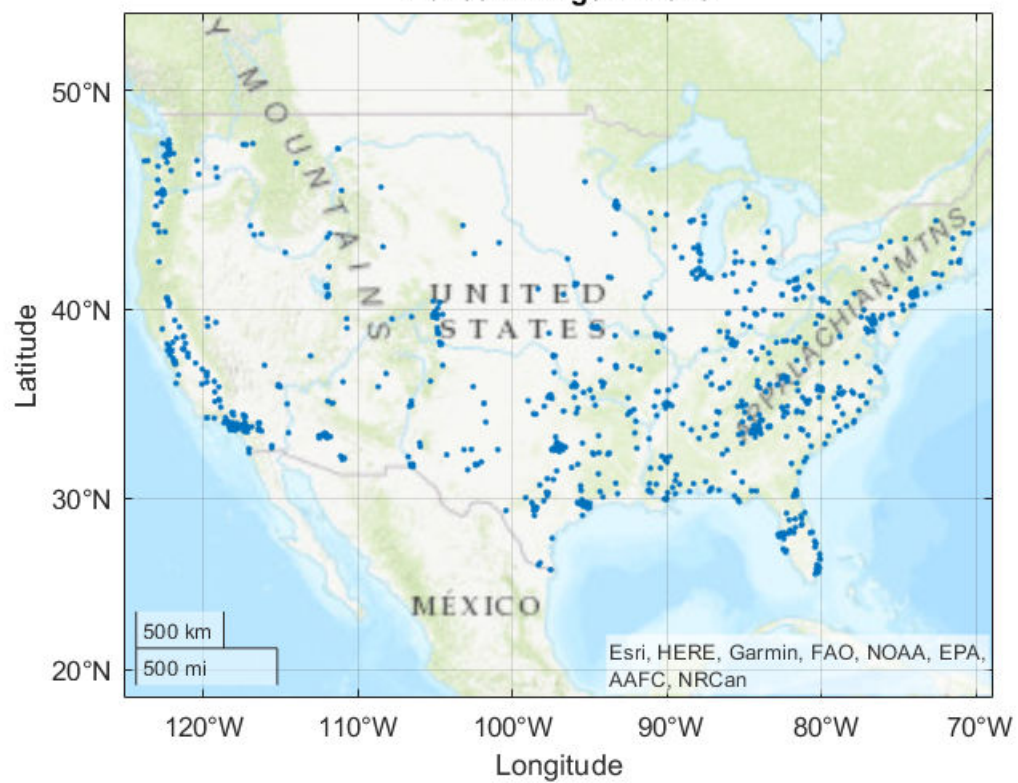 50°N
40°N
30°N
20°N
Latitude
Y MOUNTAINS
UNITED
STATES
APPALACHIAN MTNS
MÉXICO
500 km
500 mi
Esri, HERE, Garmin, FAO, NOAA, EPA,
AAFC, NRCan
120°W 110°W 100°W 90°W 80°W 70°W
Longitude